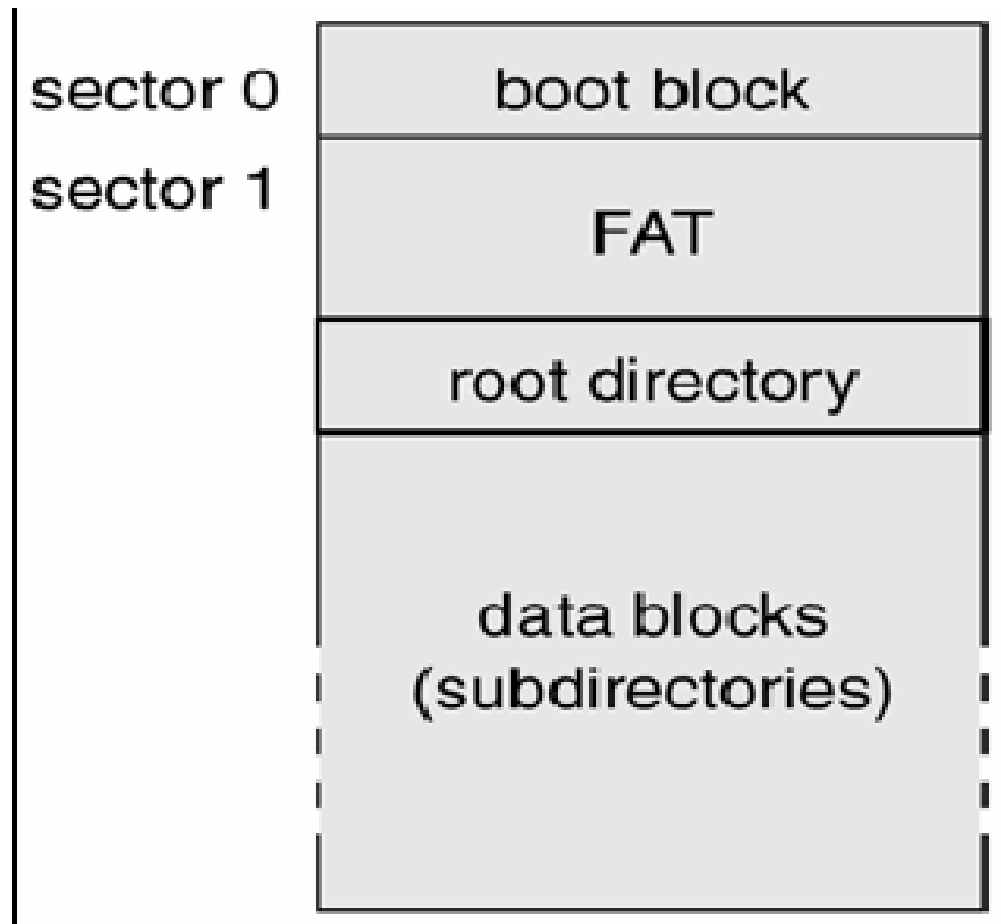 sector 0
boot block
sector 1
FAT
root directory
data blocks
(subdirectories)